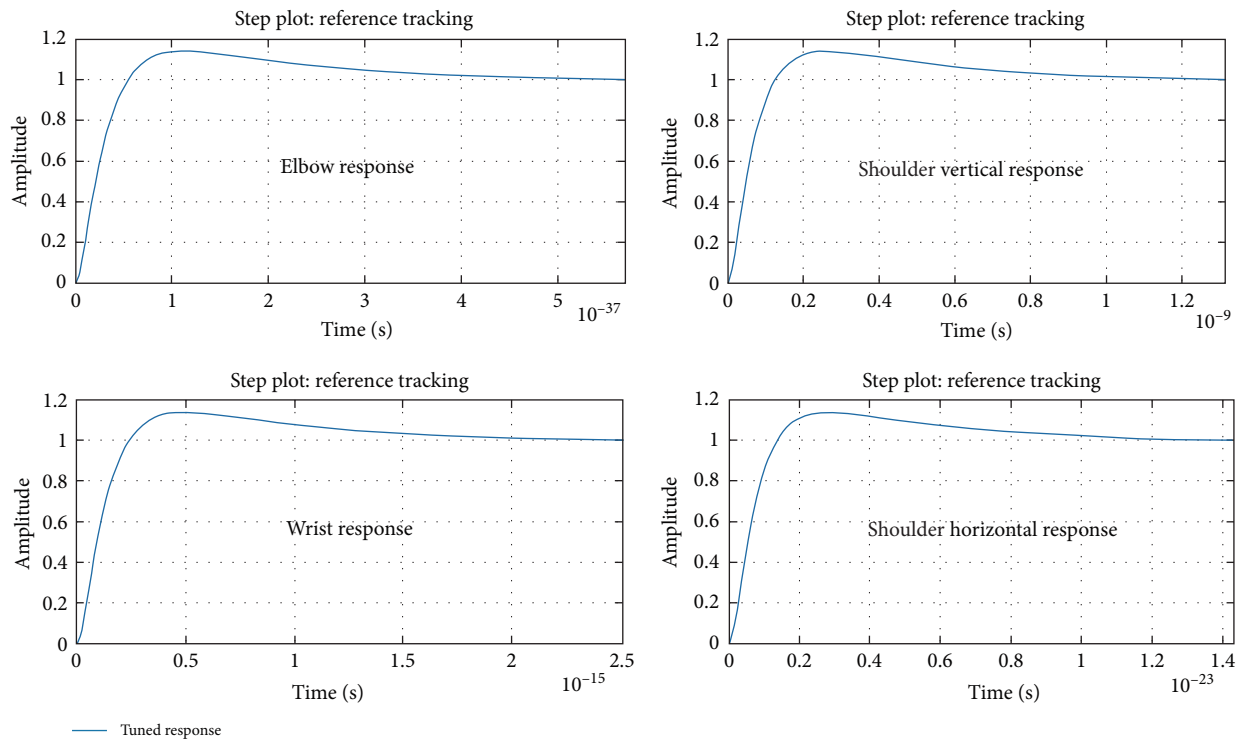 Step plot: reference tracking
1.2
1
0.8
0.6
0.4
0.2
0
Amplitude
Elbow response
0 1 2 3 4 5
10⁻³⁷
Time (s)
Step plot: reference tracking
1.2
1
0.8
0.6
0.4
0.2
0
Amplitude
Shoulder vertical response
0 0.2 0.4 0.6 0.8 1 1.2
10⁻⁹
Time (s)
Step plot: reference tracking
1.2
1
0.8
0.6
0.4
0.2
0
Amplitude
Wrist response
0 0.5 1 1.5 2 2.5
10⁻¹⁵
Time (s)
Step plot: reference tracking
1.2
1
0.8
0.6
0.4
0.2
0
Amplitude
Shoulder horizontal response
0 0.2 0.4 0.6 0.8 1 1.2 1.4
10⁻²³
Time (s)
Tuned response